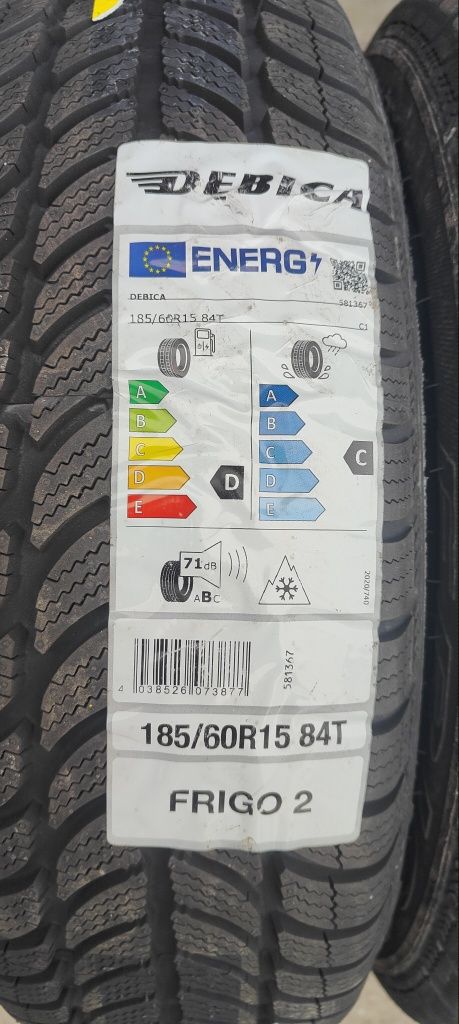 DEBICA
ENERG
DEBICA 581367
185/60R15 84T C1
A A
B B
C C C
D D D
E E
71dB
ABC
2020/740
4 038526 073877
581367
185/60R15 84T
FRIGO 2